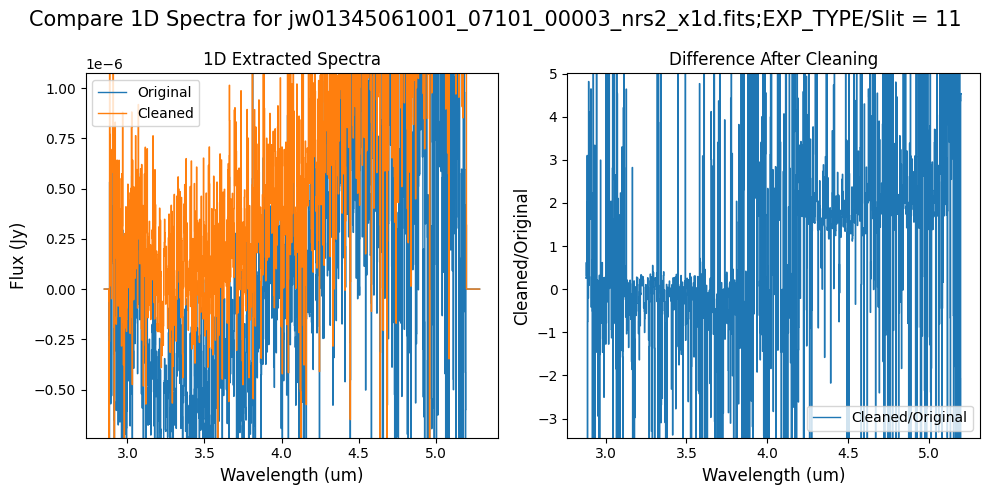 Compare 1D Spectra for jw01345061001_07101_00003_nrs2_x1d.fits;EXP_TYPE/Slit = 11
1D Extracted Spectra
1e−6
Original
Cleaned
1.00
0.75
0.50
0.25
0.00
−0.25
−0.50
Flux (Jy)
3.0 3.5 4.0 4.5 5.0
Wavelength (um)
Difference After Cleaning
5
4
3
2
1
0
−1
−2
−3
Cleaned/Original
Cleaned/Original
3.0 3.5 4.0 4.5 5.0
Wavelength (um)